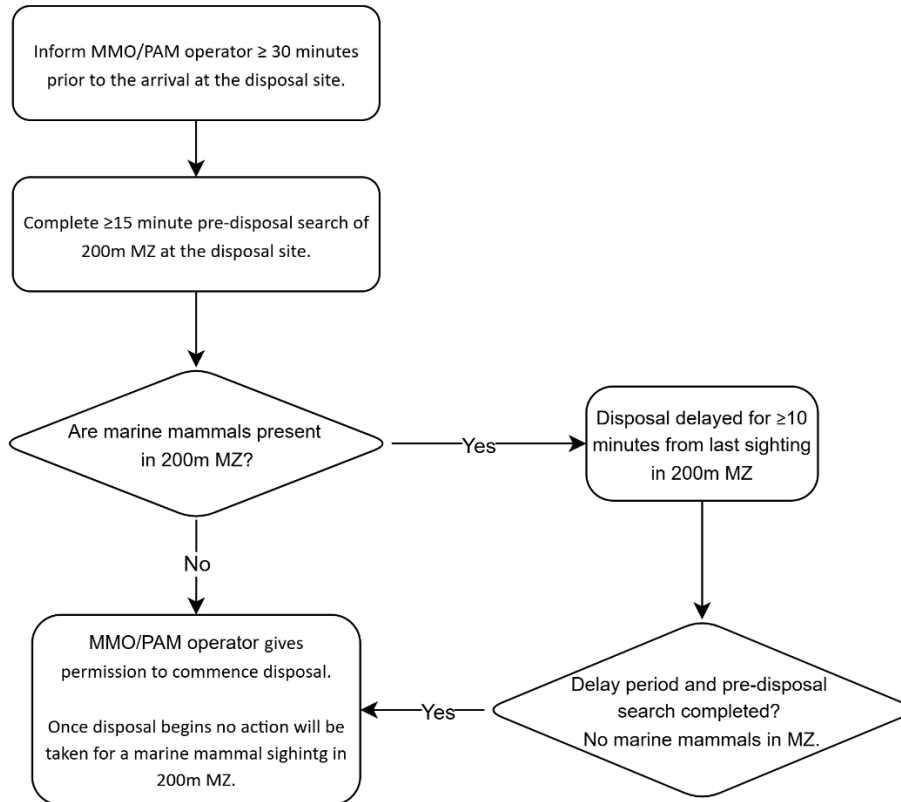 Inform MMO/PAM operator ≥ 30 minutes
prior to the arrival at the disposal site.
Complete ≥15 minute pre-disposal search of
200m MZ at the disposal site.
Are marine mammals present
in 200m MZ?
Yes
Disposal delayed for ≥10
minutes from last sighting
in 200m MZ
No
MMO/PAM operator gives
permission to commence disposal.
Once disposal begins no action will be
taken for a marine mammal sighintg in
200m MZ.
Yes
Delay period and pre-disposal
search completed?
No marine mammals in MZ.